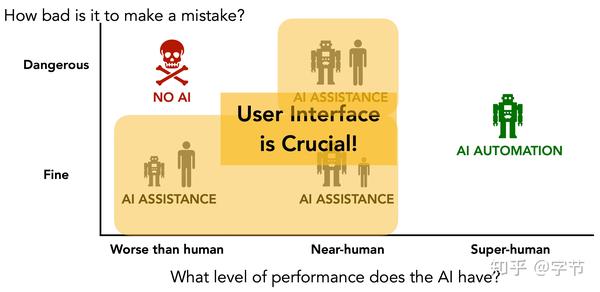 How bad is it to make a mistake?
Dangerous
NO AI
AI ASSISTANCE
User Interface
is Crucial!
AI AUTOMATION
Fine
AI ASSISTANCE
AI ASSISTANCE
Worse than human
Near-human
Super-human
What level of performance does the AI have?
知乎 @字节